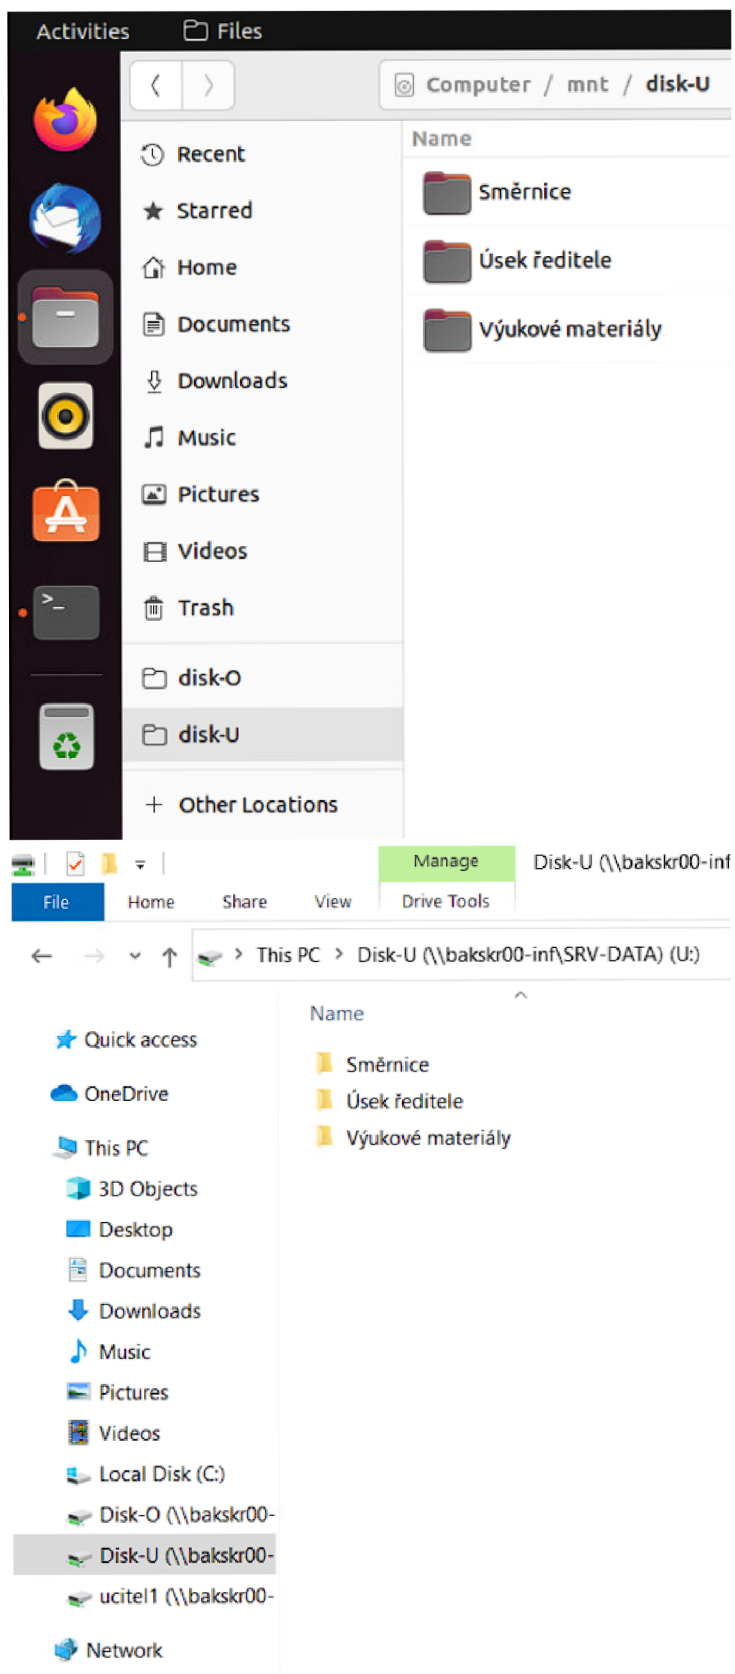 Activities Files
Computer / mnt / disk-U
Name
Recent
Starred
Home
Documents
Downloads
Music
Pictures
Videos
Trash
disk-O
disk-U
Other Locations
Směrnice
Úsek ředitele
Výukové materiály
Manage Disk-U (\\bakskr00-inf
File Home Share View Drive Tools
This PC > Disk-U (\\bakskr00-inf\SRV-DATA) (U:)
Name
Quick access
OneDrive
This PC
3D Objects
Desktop
Documents
Downloads
Music
Pictures
Videos
Local Disk (C:)
Disk-O (\\bakskr00-
Disk-U (\\bakskr00-
ucitel1 (\\bakskr00-
Network
Směrnice
Úsek ředitele
Výukové materiály